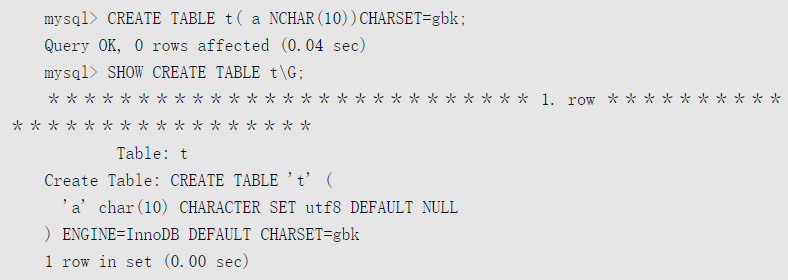 mysql> CREATE TABLE t( a NCHAR(10))CHARSET=gbk;
Query OK, 0 rows affected (0.04 sec)
mysql> SHOW CREATE TABLE t\G;
*************************** 1. row **********
*****************
Table: t
Create Table: CREATE TABLE 't' (
'a' char(10) CHARACTER SET utf8 DEFAULT NULL
) ENGINE=InnoDB DEFAULT CHARSET=gbk
1 row in set (0.00 sec)